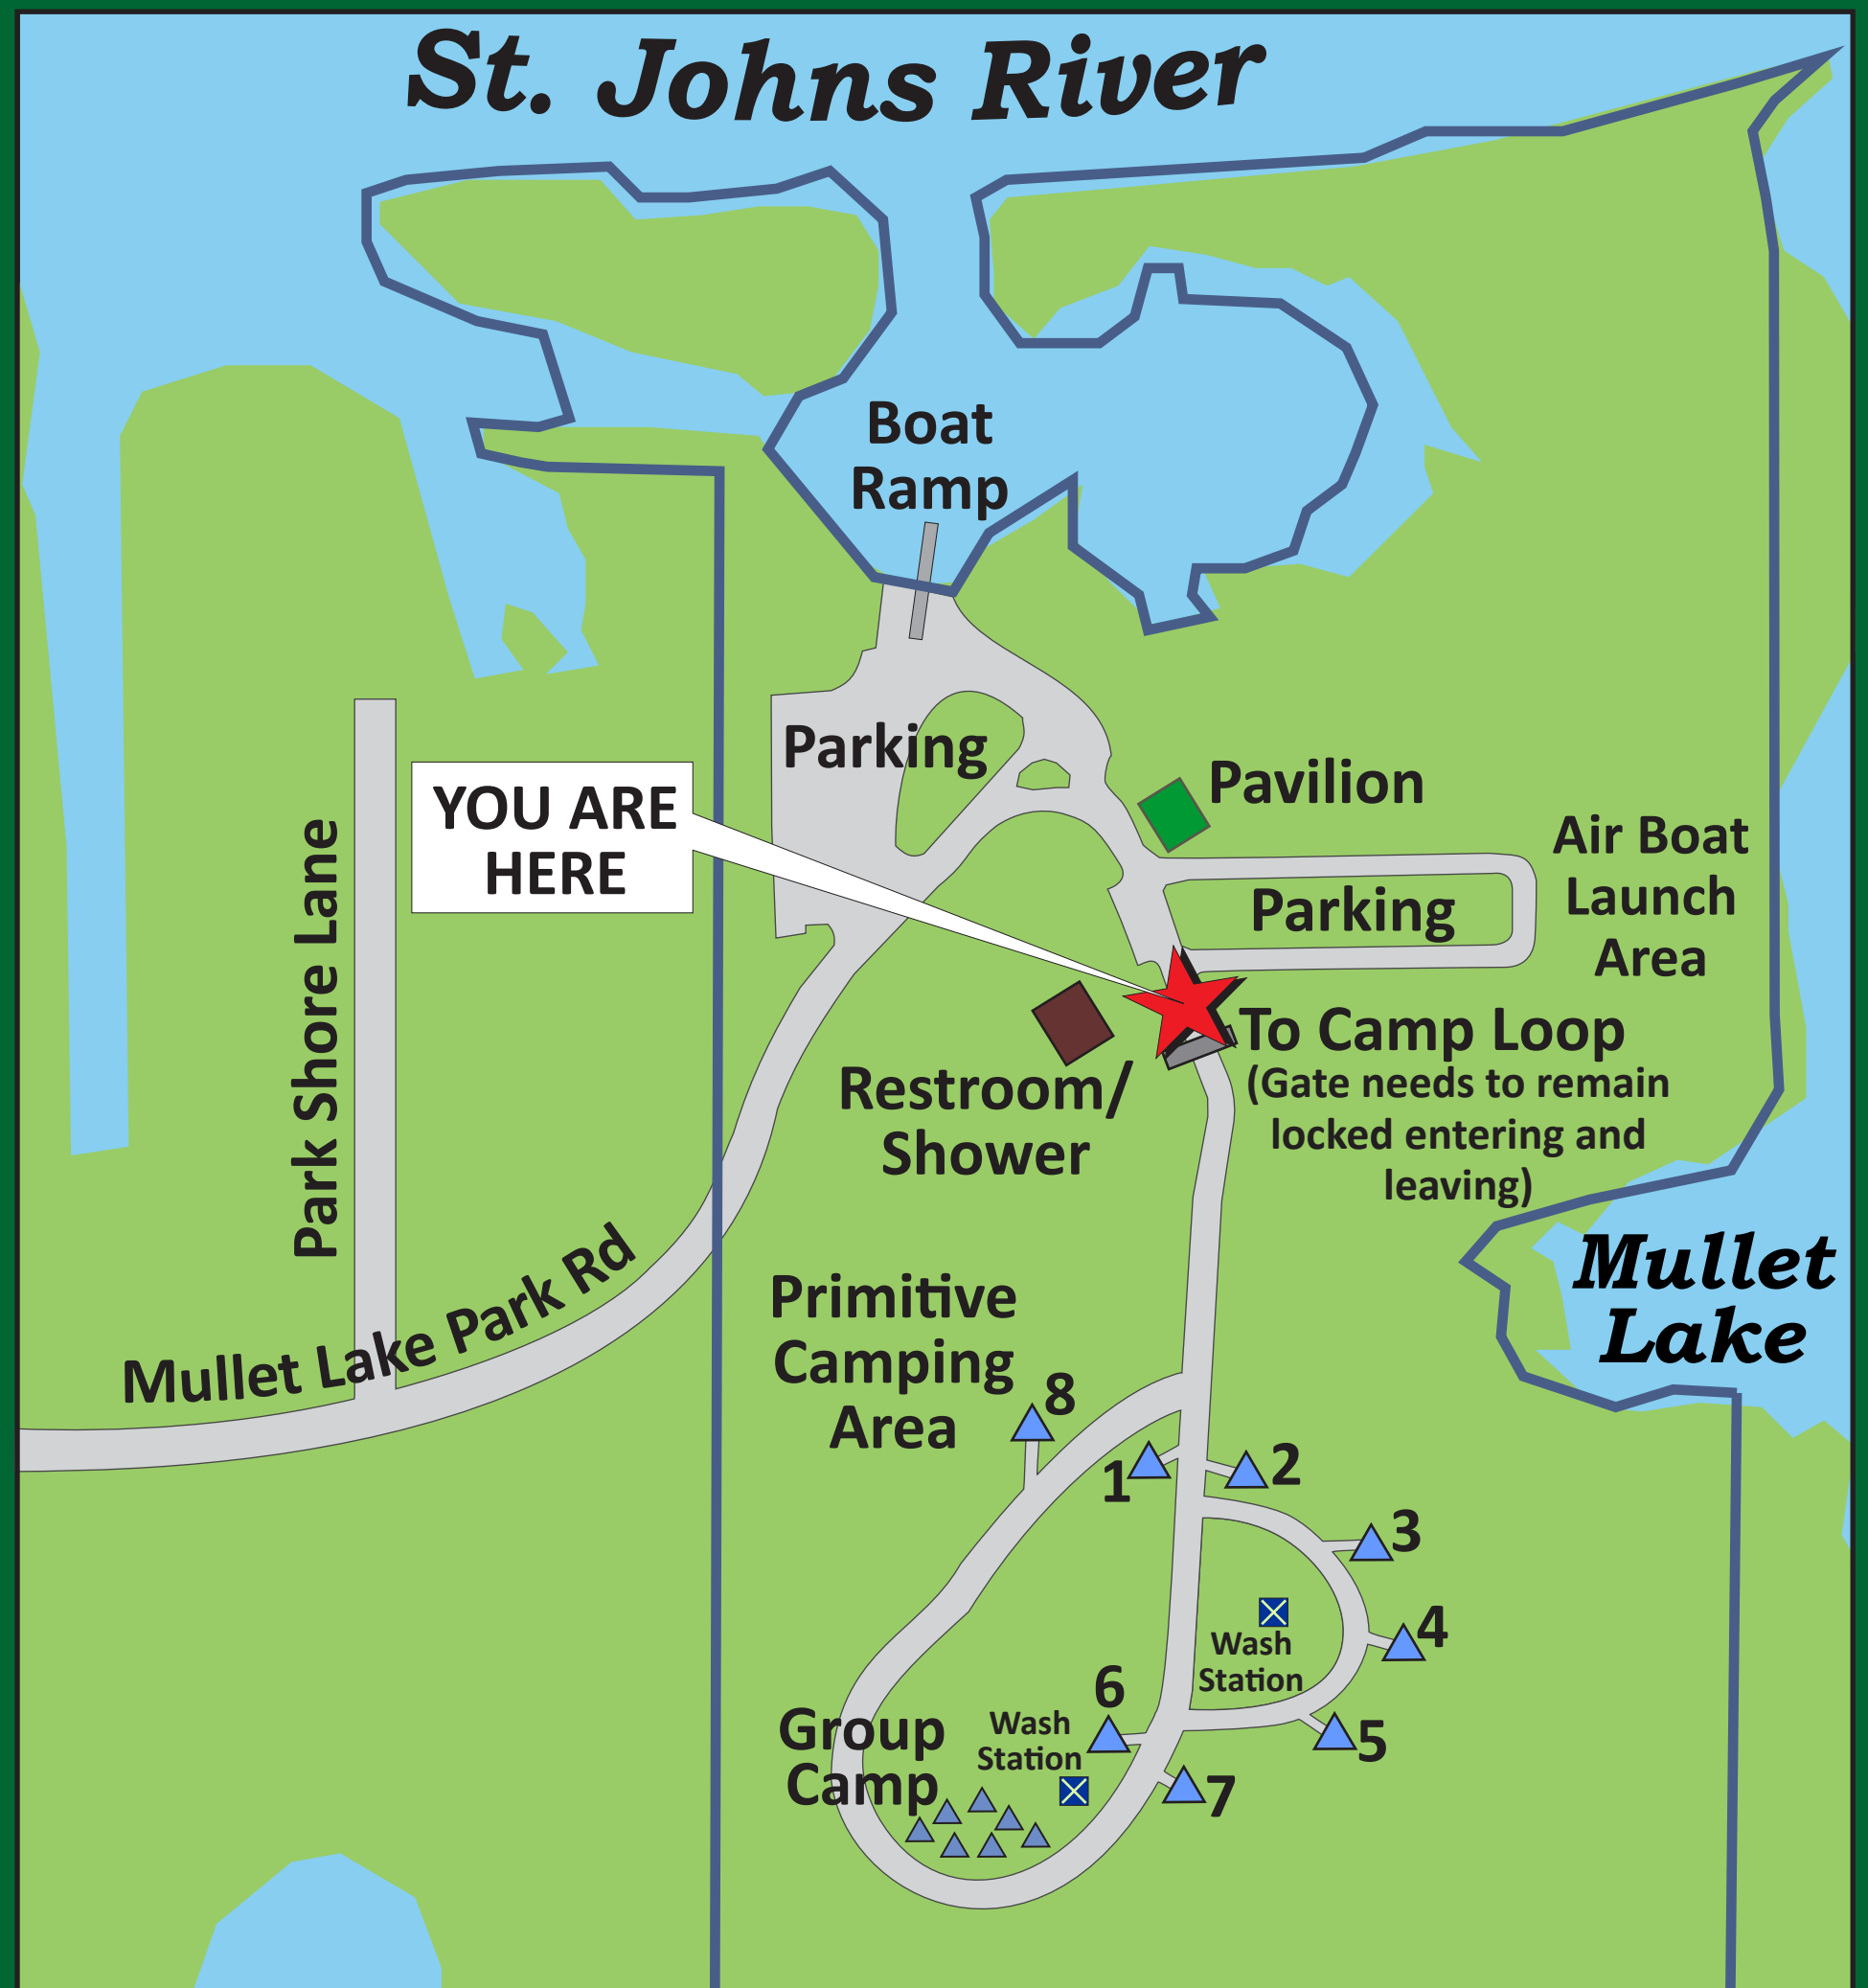 St. Johns River
Boat
Ramp
Parking
Pavilion
YOU ARE
HERE
Air Boat
Launch
Area
Parking
Park Shore Lane
To Camp Loop
(Gate needs to remain
locked entering and
leaving)
Restroom/
Shower
Mullet Lake Park Rd
Mullet
Lake
Primitive
Camping
Area
8
1
2
3
4
Wash
Station
6
5
Group
Camp
Wash
Station
7